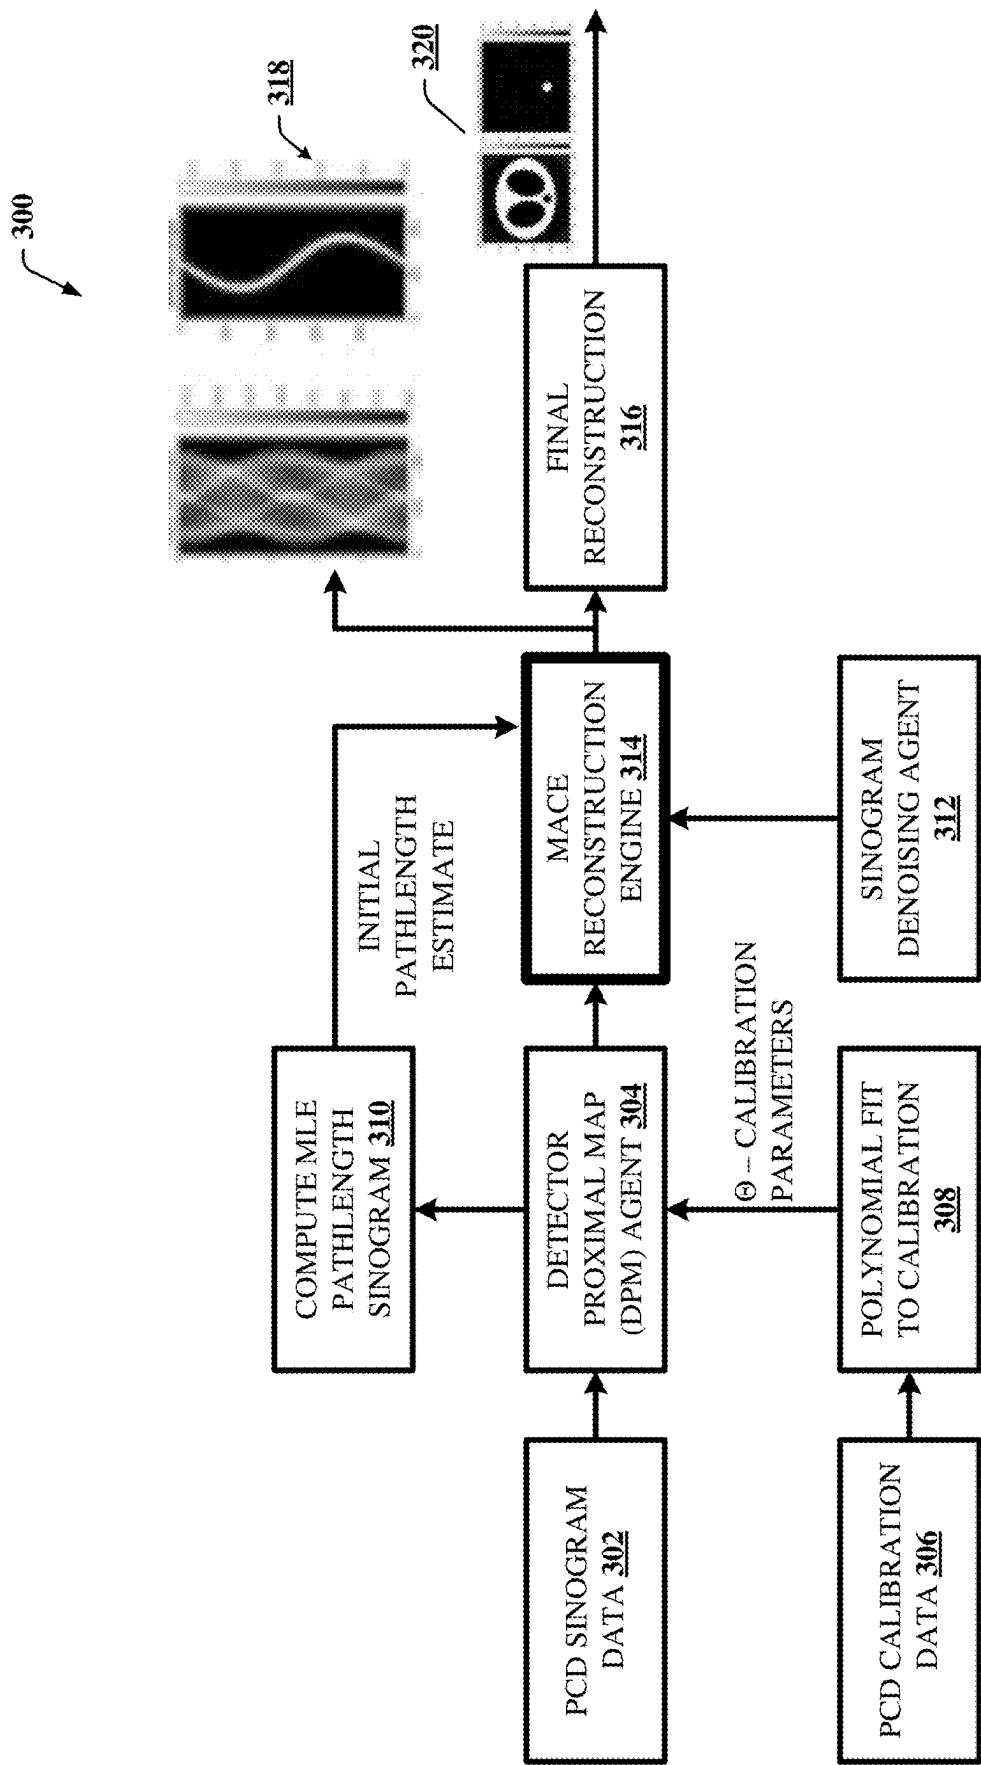 300
318
320
COMPUTE MLE
PATHLENGTH
SINOGRAM 310
INITIAL
PATHLENGTH
ESTIMATE
PCD SINOGRAM
DATA 302
DETECTOR
PROXIMAL MAP
(DPM) AGENT 304
MACE
RECONSTRUCTION
ENGINE 314
FINAL
RECONSTRUCTION
316
Θ – CALIBRATION
PARAMETERS
PCD CALIBRATION
DATA 306
POLYNOMIAL FIT
TO CALIBRATION
308
SINOGRAM
DENOISING AGENT
312